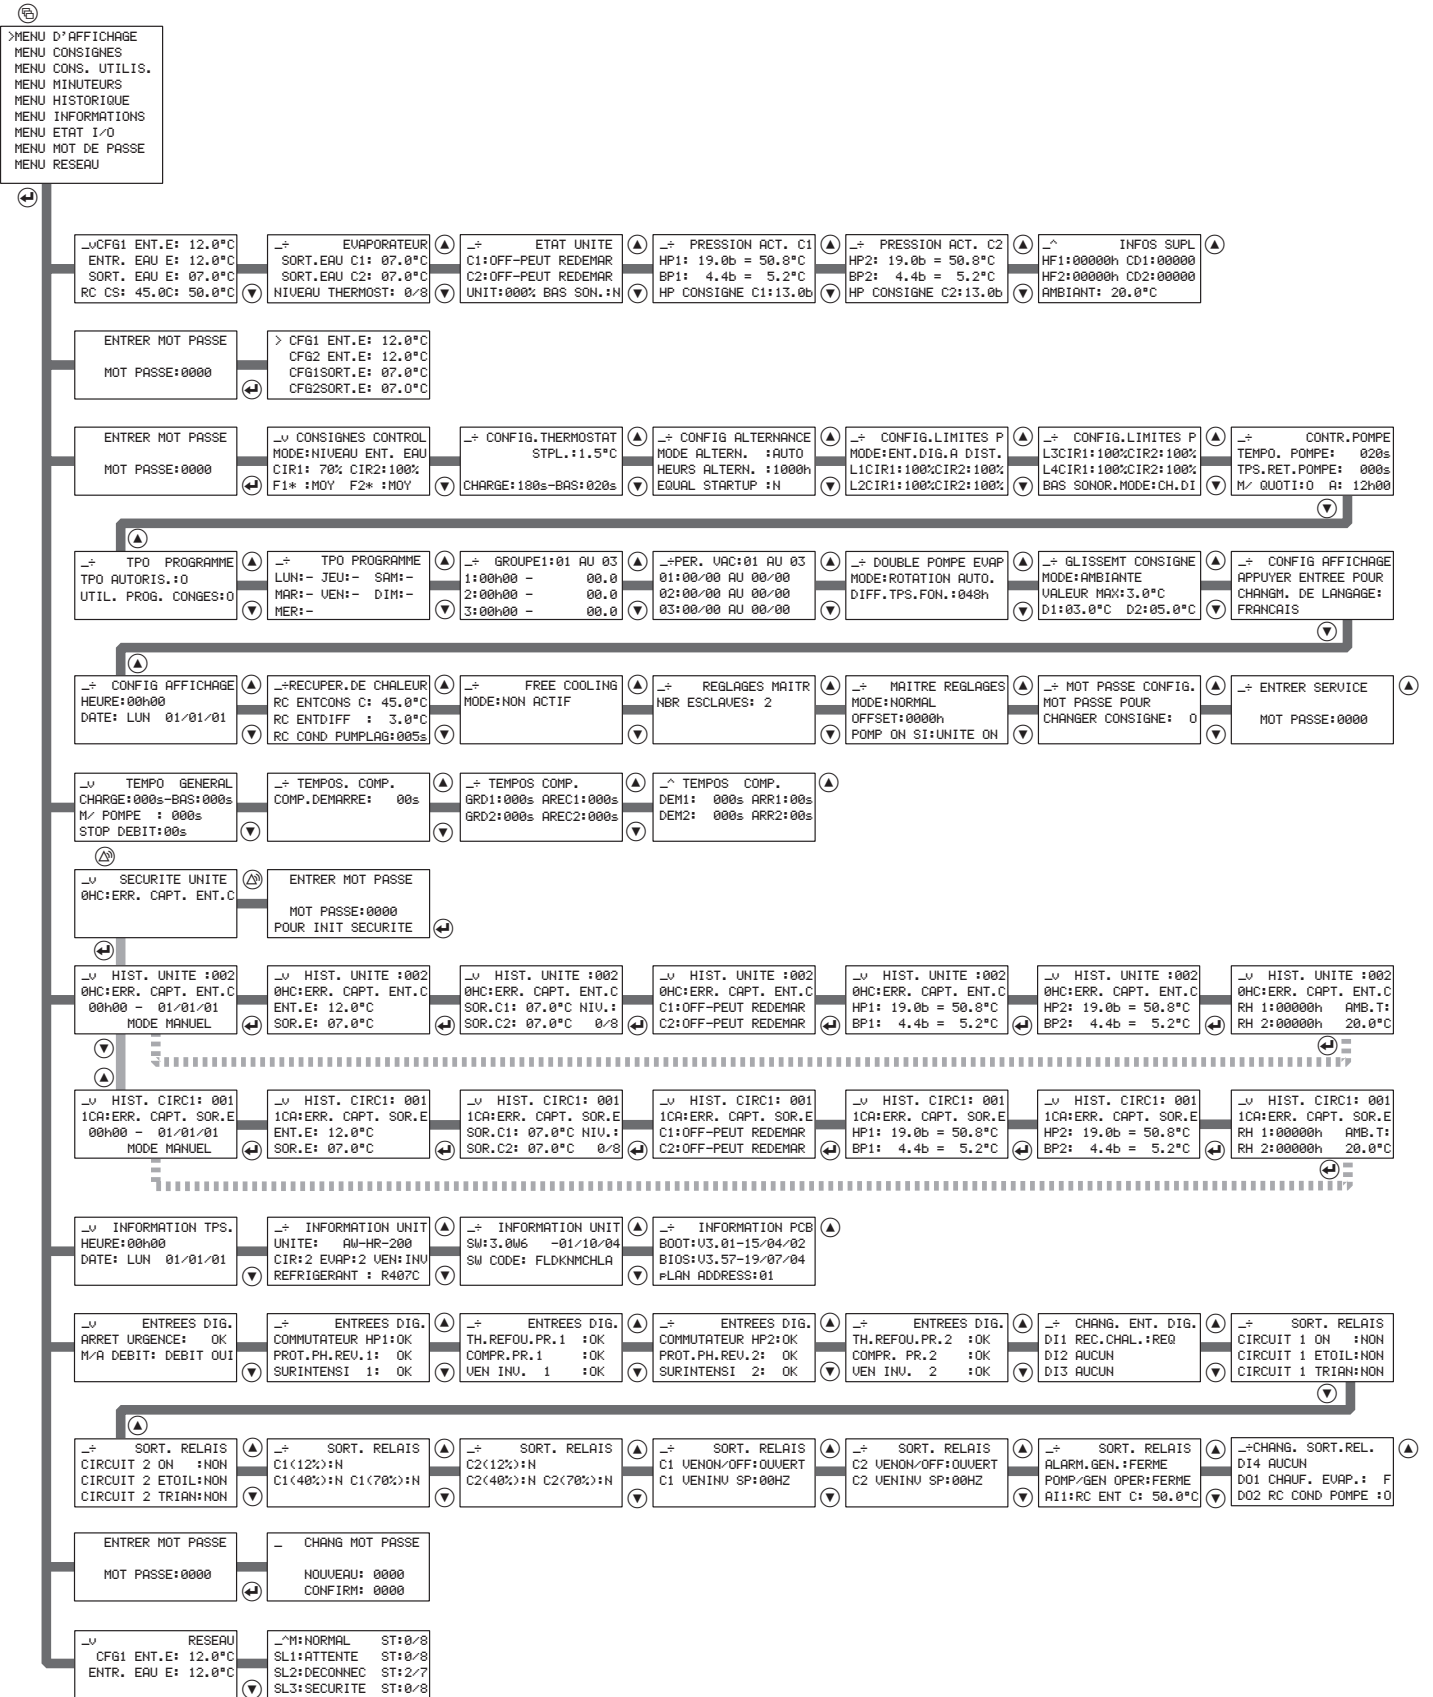 >MENU D'AFFICHAGE
MENU CONSIGNES
MENU CONS. UTILIS.
MENU MINUTEURS
MENU HISTORIQUE
MENU INFORMATIONS
MENU ETAT I/O
MENU MOT DE PASSE
MENU RESEAU
_vCFG1 ENT.E: 12.0°C
ENTR. EAU E: 12.0°C
SORT. EAU E: 07.0°C
RC CS: 45.0C: 50.0°C
_÷ EVAPORATEUR
SORT.EAU C1: 07.0°C
SORT.EAU C2: 07.0°C
NIVEAU THERMOST: 0/8
_÷ ETAT UNITE
C1:OFF-PEUT REDEMAR
C2:OFF-PEUT REDEMAR
UNIT:000% BAS SON.:N
_÷ PRESSION ACT. C1
HP1: 19.0b = 50.8°C
BP1: 4.4b = 5.2°C
HP CONSIGNE C1:13.0b
_÷ PRESSION ACT. C2
HP2: 19.0b = 50.8°C
BP2: 4.4b = 5.2°C
HP CONSIGNE C2:13.0b
_^ INFOS SUPL
HF1:00000h CD1:00000
HF2:00000h CD2:00000
AMBIANT: 20.0°C
ENTRER MOT PASSE
MOT PASSE:0000
> CFG1 ENT.E: 12.0°C
CFG2 ENT.E: 12.0°C
CFG1SORT.E: 07.0°C
CFG2SORT.E: 07.0°C
ENTRER MOT PASSE
MOT PASSE:0000
_v CONSIGNES CONTROL
MODE:NIVEAU ENT. EAU
CIR1: 70% CIR2:100%
F1* :MOY F2* :MOY
_÷ CONFIG.THERMOSTAT
STPL.:1.5°C
CHARGE:180s-BAS:020s
_÷ CONFIG ALTERNANCE
MODE ALTERN. :AUTO
HEURS ALTERN. :1000h
EQUAL STARTUP :N
_÷ CONFIG.LIMITES P
MODE:ENT.DIG.A DIST.
L1CIR1:100%CIR2:100%
L2CIR1:100%CIR2:100%
_÷ CONFIG.LIMITES P
L3CIR1:100%CIR2:100%
L4CIR1:100%CIR2:100%
BAS SONOR.MODE:CH.DI
_÷ CONTR.POMPE
TEMPO. POMPE: 020s
TPS.RET.POMPE: 000s
M/ QUOTI:O A: 12h00
_÷ TPO PROGRAMME
TPO AUTORIS.:O
UTIL. PROG. CONGES:O
_÷ TPO PROGRAMME
LUN:- JEU:- SAM:-
MAR:- VEN:- DIM:-
MER:-
_÷ GROUPE1:01 AU 03
1:00h00 - 00.0
2:00h00 - 00.0
3:00h00 - 00.0
_÷PER. VAC:01 AU 03
01:00/00 AU 00/00
02:00/00 AU 00/00
03:00/00 AU 00/00
_÷ DOUBLE POMPE EVAP
MODE:ROTATION AUTO.
DIFF.TPS.FON.:048h
_÷ GLISSEMT CONSIGNE
MODE:AMBIANTE
VALEUR MAX:3.0°C
D1:03.0°C D2:05.0°C
_÷ CONFIG AFFICHAGE
APPUYER ENTREE POUR
CHANGM. DE LANGAGE:
FRANCAIS
_÷ CONFIG AFFICHAGE
HEURE:00h00
DATE: LUN 01/01/01
_÷RECUPER.DE CHALEUR
RC ENTCONS C: 45.0°C
RC ENTDIFF : 3.0°C
RC COND PUMPLAG:005s
_÷ FREE COOLING
MODE:NON ACTIF
_÷ REGLAGES MAITR
NBR ESCLAVES: 2
_÷ MAITRE REGLAGES
MODE:NORMAL
OFFSET:0000h
POMP ON SI:UNITE ON
_÷ MOT PASSE CONFIG.
MOT PASSE POUR
CHANGER CONSIGNE: O
_÷ ENTRER SERVICE
MOT PASSE:0000
_v TEMPO GENERAL
CHARGE:000s-BAS:000s
M/ POMPE : 000s
STOP DEBIT:00s
_÷ TEMPOS. COMP.
COMP.DEMARRE: 00s
_÷ TEMPOS COMP.
GRD1:000s AREC1:000s
GRD2:000s AREC2:000s
_^ TEMPOS COMP.
DEM1: 000s ARR1:00s
DEM2: 000s ARR2:00s
_v SECURITE UNITE
0HC:ERR. CAPT. ENT.C
ENTRER MOT PASSE
MOT PASSE:0000
POUR INIT SECURITE
_v HIST. UNITE :002
0HC:ERR. CAPT. ENT.C
00h00 - 01/01/01
MODE MANUEL
_v HIST. UNITE :002
0HC:ERR. CAPT. ENT.C
ENT.E: 12.0°C
SOR.E: 07.0°C
_v HIST. UNITE :002
0HC:ERR. CAPT. ENT.C
SOR.C1: 07.0°C NIV.:
SOR.C2: 07.0°C 0/8
_v HIST. UNITE :002
0HC:ERR. CAPT. ENT.C
C1:OFF-PEUT REDEMAR
C2:OFF-PEUT REDEMAR
_v HIST. UNITE :002
0HC:ERR. CAPT. ENT.C
HP1: 19.0b = 50.8°C
BP1: 4.4b = 5.2°C
_v HIST. UNITE :002
0HC:ERR. CAPT. ENT.C
HP2: 19.0b = 50.8°C
BP2: 4.4b = 5.2°C
_v HIST. UNITE :002
0HC:ERR. CAPT. ENT.C
RH 1:00000h AMB.T:
RH 2:00000h 20.0°C
_v HIST. CIRC1: 001
1CA:ERR. CAPT. SOR.E
00h00 - 01/01/01
MODE MANUEL
_v HIST. CIRC1: 001
1CA:ERR. CAPT. SOR.E
ENT.E: 12.0°C
SOR.E: 07.0°C
_v HIST. CIRC1: 001
1CA:ERR. CAPT. SOR.E
SOR.C1: 07.0°C NIV.:
SOR.C2: 07.0°C 0/8
_v HIST. CIRC1: 001
1CA:ERR. CAPT. SOR.E
C1:OFF-PEUT REDEMAR
C2:OFF-PEUT REDEMAR
_v HIST. CIRC1: 001
1CA:ERR. CAPT. SOR.E
HP1: 19.0b = 50.8°C
BP1: 4.4b = 5.2°C
_v HIST. CIRC1: 001
1CA:ERR. CAPT. SOR.E
HP2: 19.0b = 50.8°C
BP2: 4.4b = 5.2°C
_v HIST. CIRC1: 001
1CA:ERR. CAPT. SOR.E
RH 1:00000h AMB.T:
RH 2:00000h 20.0°C
_v INFORMATION TPS.
HEURE:00h00
DATE: LUN 01/01/01
_÷ INFORMATION UNIT
UNITE: AW-HR-200
CIR:2 EVAP:2 VEN:INV
REFRIGERANT : R407C
_÷ INFORMATION UNIT
SW:3.0W6 -01/10/04
SW CODE: FLDKNMCHLA
_÷ INFORMATION PCB
BOOT:V3.01-15/04/02
BIOS:V3.57-19/07/04
pLAN ADDRESS:01
_v ENTREES DIG.
ARRET URGENCE: OK
M/A DEBIT: DEBIT OUI
_÷ ENTREES DIG.
COMMUTATEUR HP1:OK
PROT.PH.REV.1: OK
SURINTENSI 1: OK
_÷ ENTREES DIG.
TH.REFOU.PR.1 :OK
COMPR.PR.1 :OK
VEN INV. 1 :OK
_÷ ENTREES DIG.
COMMUTATEUR HP2:OK
PROT.PH.REV.2: OK
SURINTENSI 2: OK
_÷ ENTREES DIG.
TH.REFOU.PR.2 :OK
COMPR. PR.2 :OK
VEN INV. 2 :OK
_÷ CHANG. ENT. DIG.
DI1 REC.CHAL.:REQ
DI2 AUCUN
DI3 AUCUN
_÷ SORT. RELAIS
CIRCUIT 1 ON :NON
CIRCUIT 1 ETOIL:NON
CIRCUIT 1 TRIAN:NON
_÷ SORT. RELAIS
CIRCUIT 2 ON :NON
CIRCUIT 2 ETOIL:NON
CIRCUIT 2 TRIAN:NON
_÷ SORT. RELAIS
C1(12%):N
C1(40%):N C1(70%):N
_÷ SORT. RELAIS
C2(12%):N
C2(40%):N C2(70%):N
_÷ SORT. RELAIS
C1 VENON/OFF:OUVERT
C1 VENINV SP:00HZ
_÷ SORT. RELAIS
C2 VENON/OFF:OUVERT
C2 VENINV SP:00HZ
_÷ SORT. RELAIS
ALARM.GEN.:FERME
POMP/GEN OPER:FERME
AI1:RC ENT C: 50.0°C
_÷CHANG. SORT.REL.
DI4 AUCUN
DO1 CHAUF. EVAP.: F
DO2 RC COND POMPE :O
ENTRER MOT PASSE
MOT PASSE:0000
_ CHANG MOT PASSE
NOUVEAU: 0000
CONFIRM: 0000
_v RESEAU
CFG1 ENT.E: 12.0°C
ENTR. EAU E: 12.0°C
_^M:NORMAL ST:0/8
SL1:ATTENTE ST:0/8
SL2:DECONNEC ST:2/7
SL3:SECURITE ST:0/8